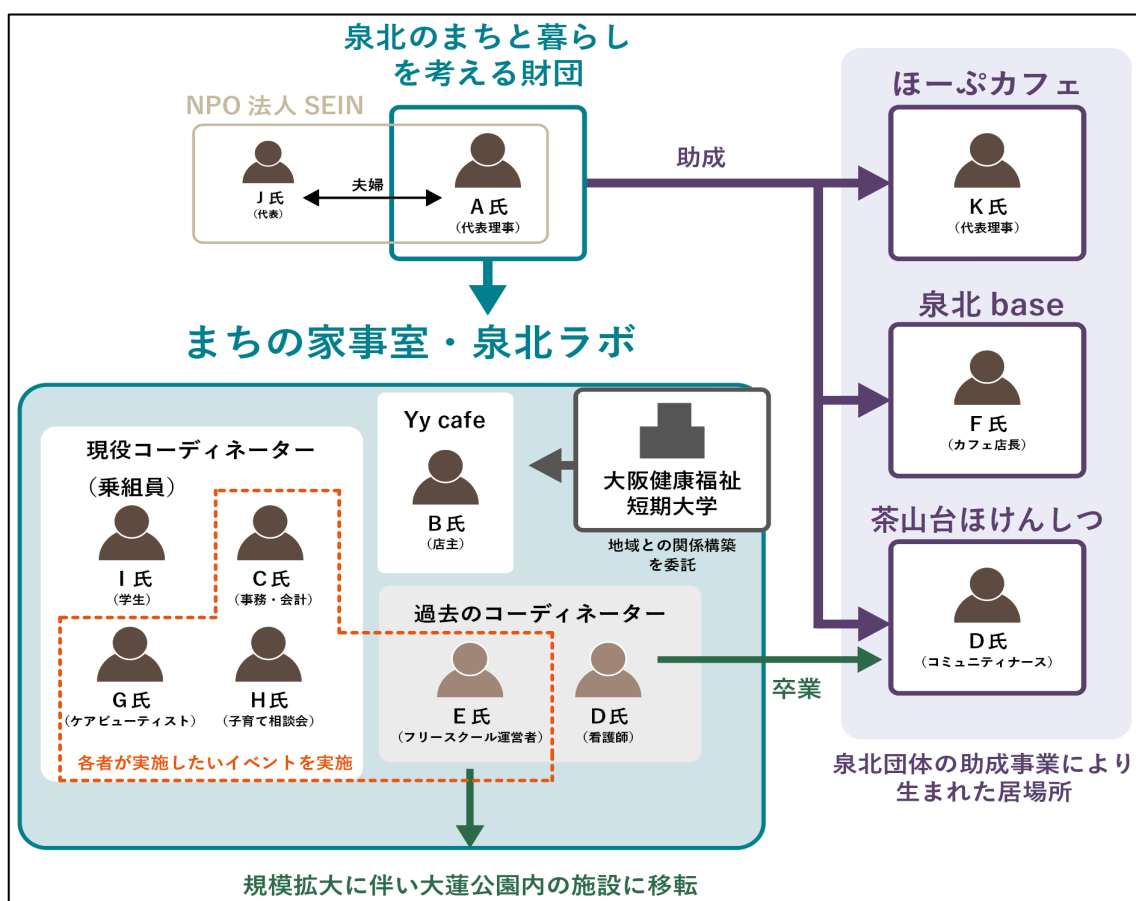 泉北のまちと暮らし
を考える財団
NPO 法人 SEIN
J 氏
(代表)
夫婦
A 氏
(代表理事)
助成
ほーぷカフェ
K 氏
(代表理事)
泉北 base
F 氏
(カフェ店長)
茶山台ほけんしつ
D 氏
(コミュニティナース)
泉北団体の助成事業により
生まれた居場所
まちの家事室・泉北ラボ
現役コーディネーター
(乗組員)
I 氏
(学生)
C 氏
(事務・会計)
G 氏
(ケアビューティスト)
H 氏
(子育て相談会)
各者が実施したいイベントを実施
Yy cafe
B 氏
(店主)
大阪健康福祉
短期大学
地域との関係構築
を委託
過去のコーディネーター
E 氏
(フリースクール運営者)
D 氏
(看護師)
卒業
規模拡大に伴い大蓮公園内の施設に移転